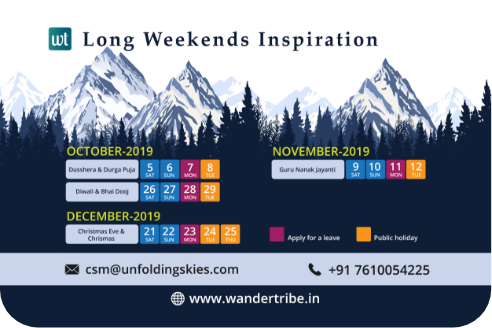 wt Long Weekends Inspiration
OCTOBER-2019
Dusshera & Durga Puja 5 SAT 6 SUN 7 MON 8 TUE
Diwali & Bhai Dooj 26 SAT 27 SUN 28 MON 29 TUE
NOVEMBER-2019
Guru Nanak Jayanti 9 SAT 10 SUN 11 MON 12 TUE
DECEMBER-2019
Christmas Eve &
Chrismas
21 SAT 22 SUN 23 MON 24 TUE 25 THU
Apply for a leave
Public holiday
csm@unfoldingskies.com
+91 7610054225
www.wandertribe.in